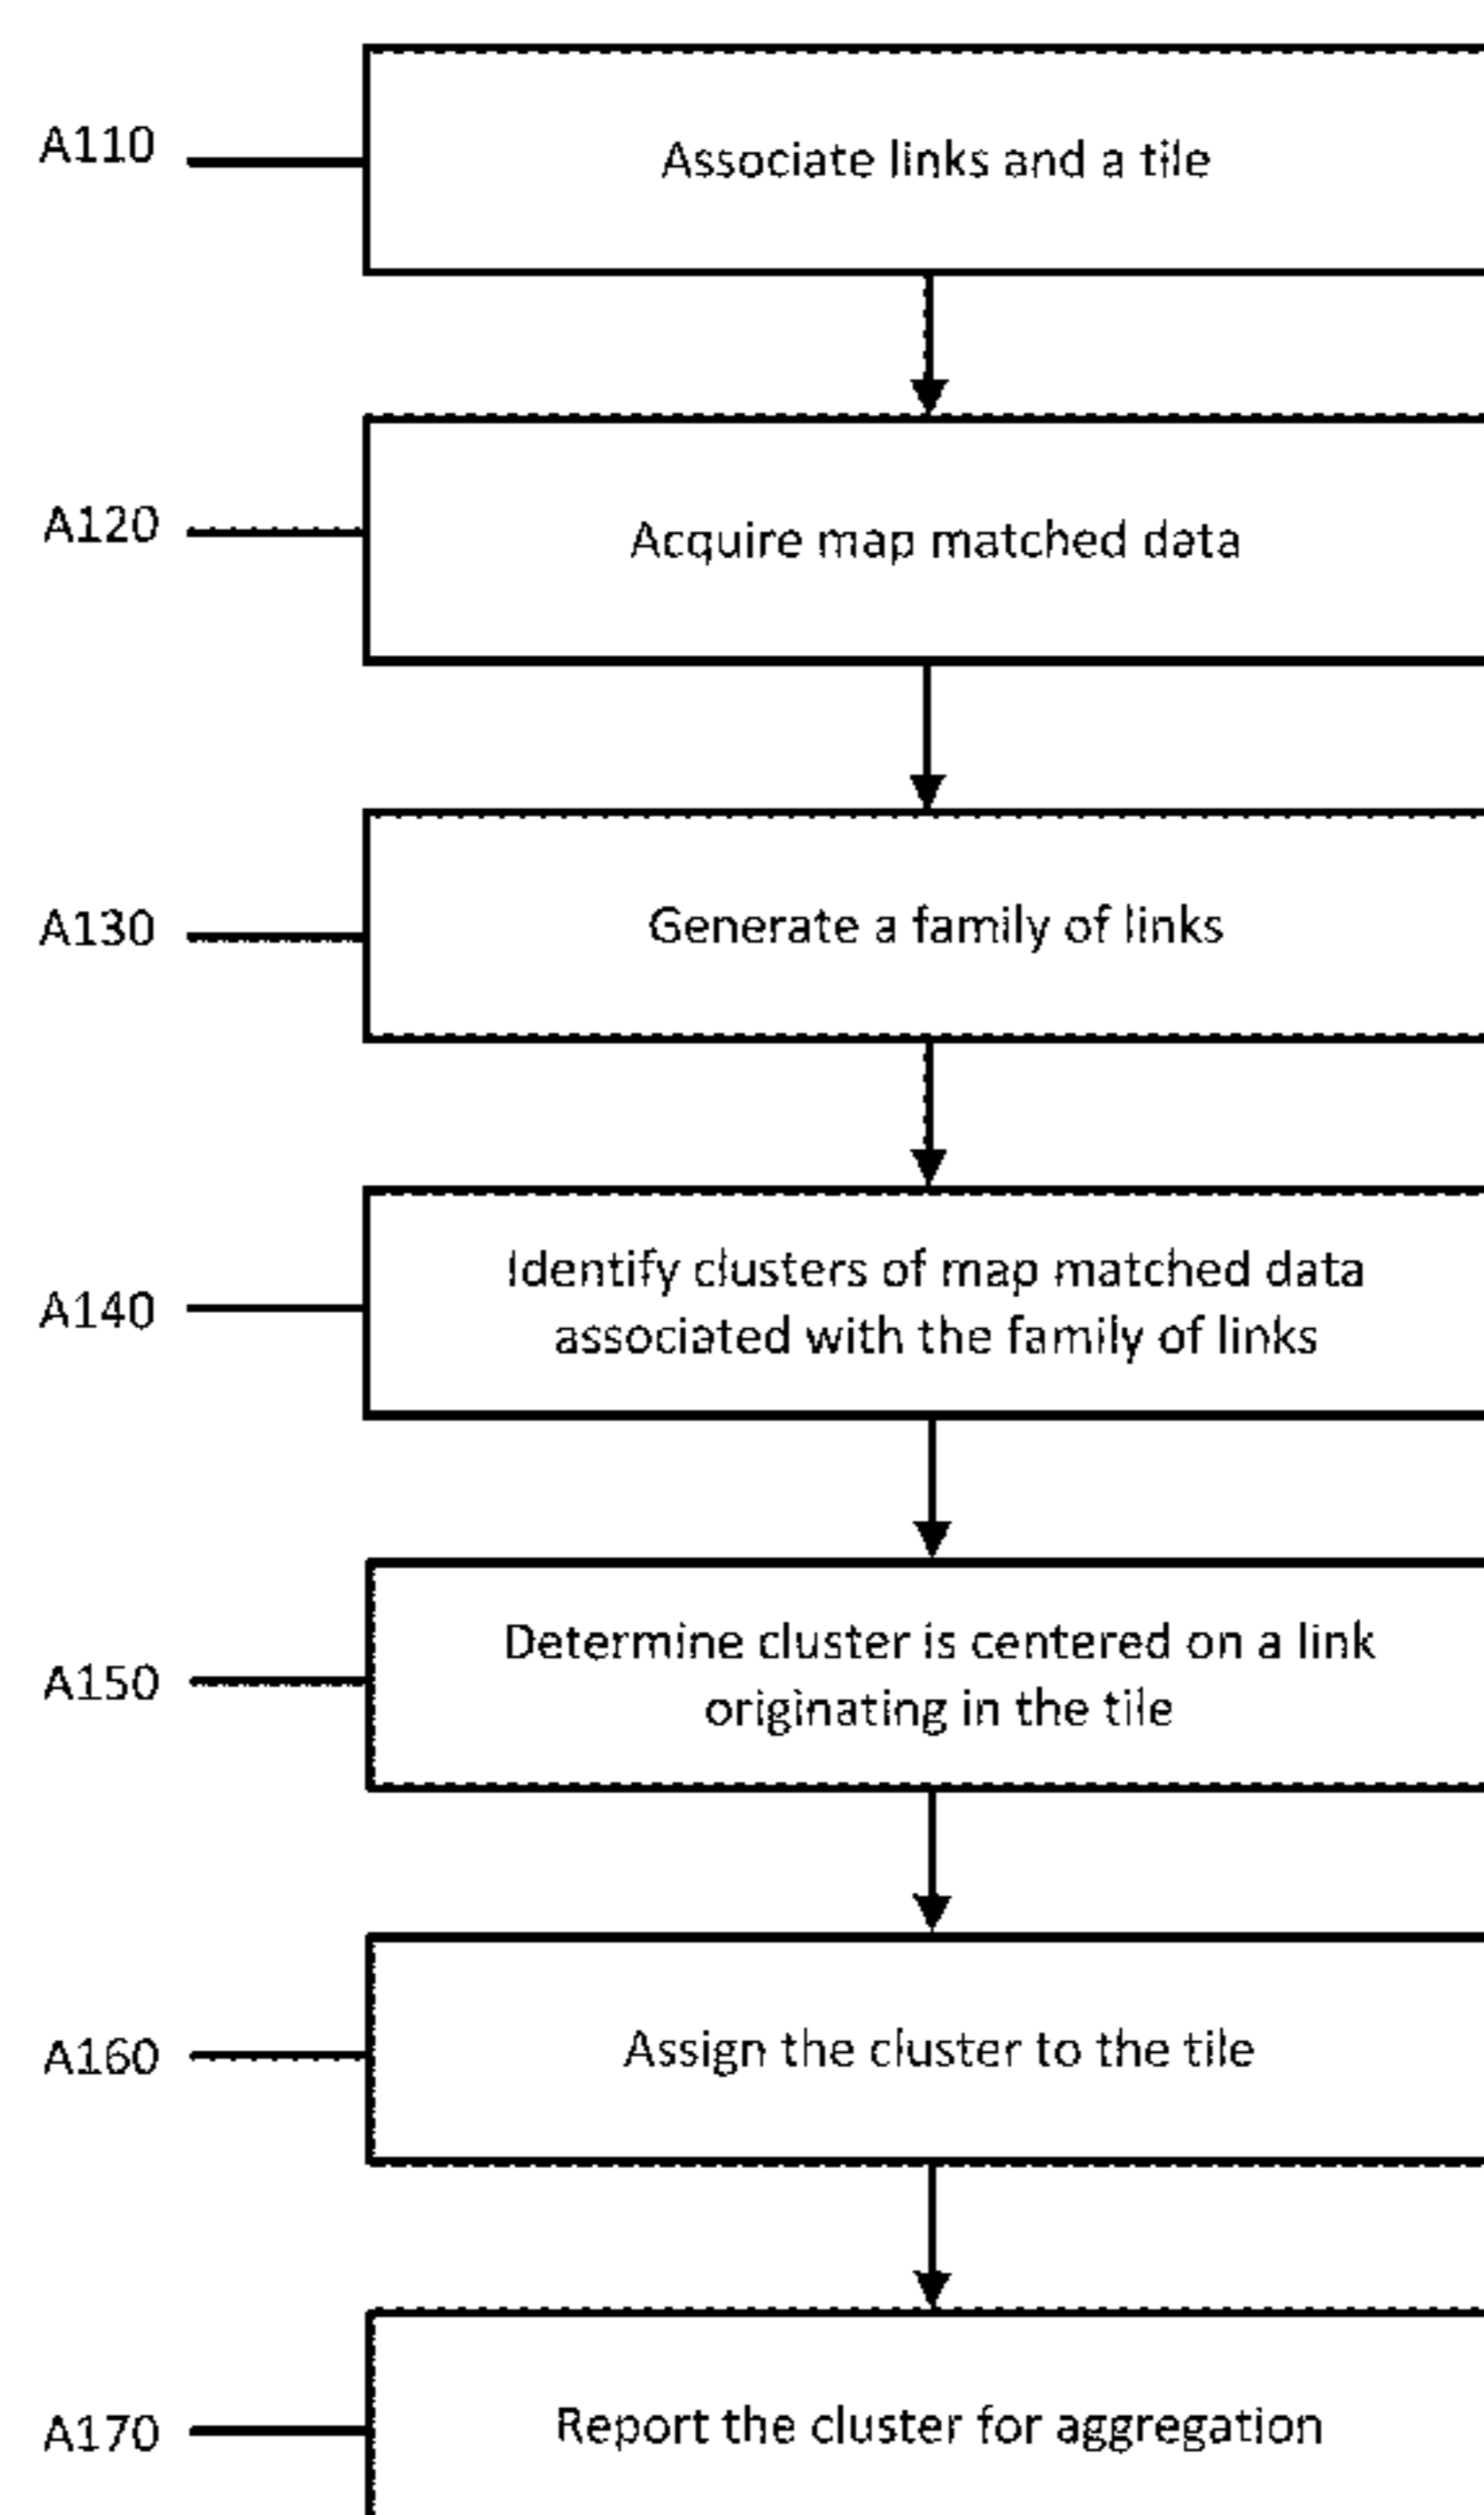 A110
Associate links and a tile
A120
Acquire map matched data
A130
Generate a family of links
A140
Identify clusters of map matched data
associated with the family of links
A150
Determine cluster is centered on a link
originating in the tile
A160
Assign the cluster to the tile
A170
Report the cluster for aggregation